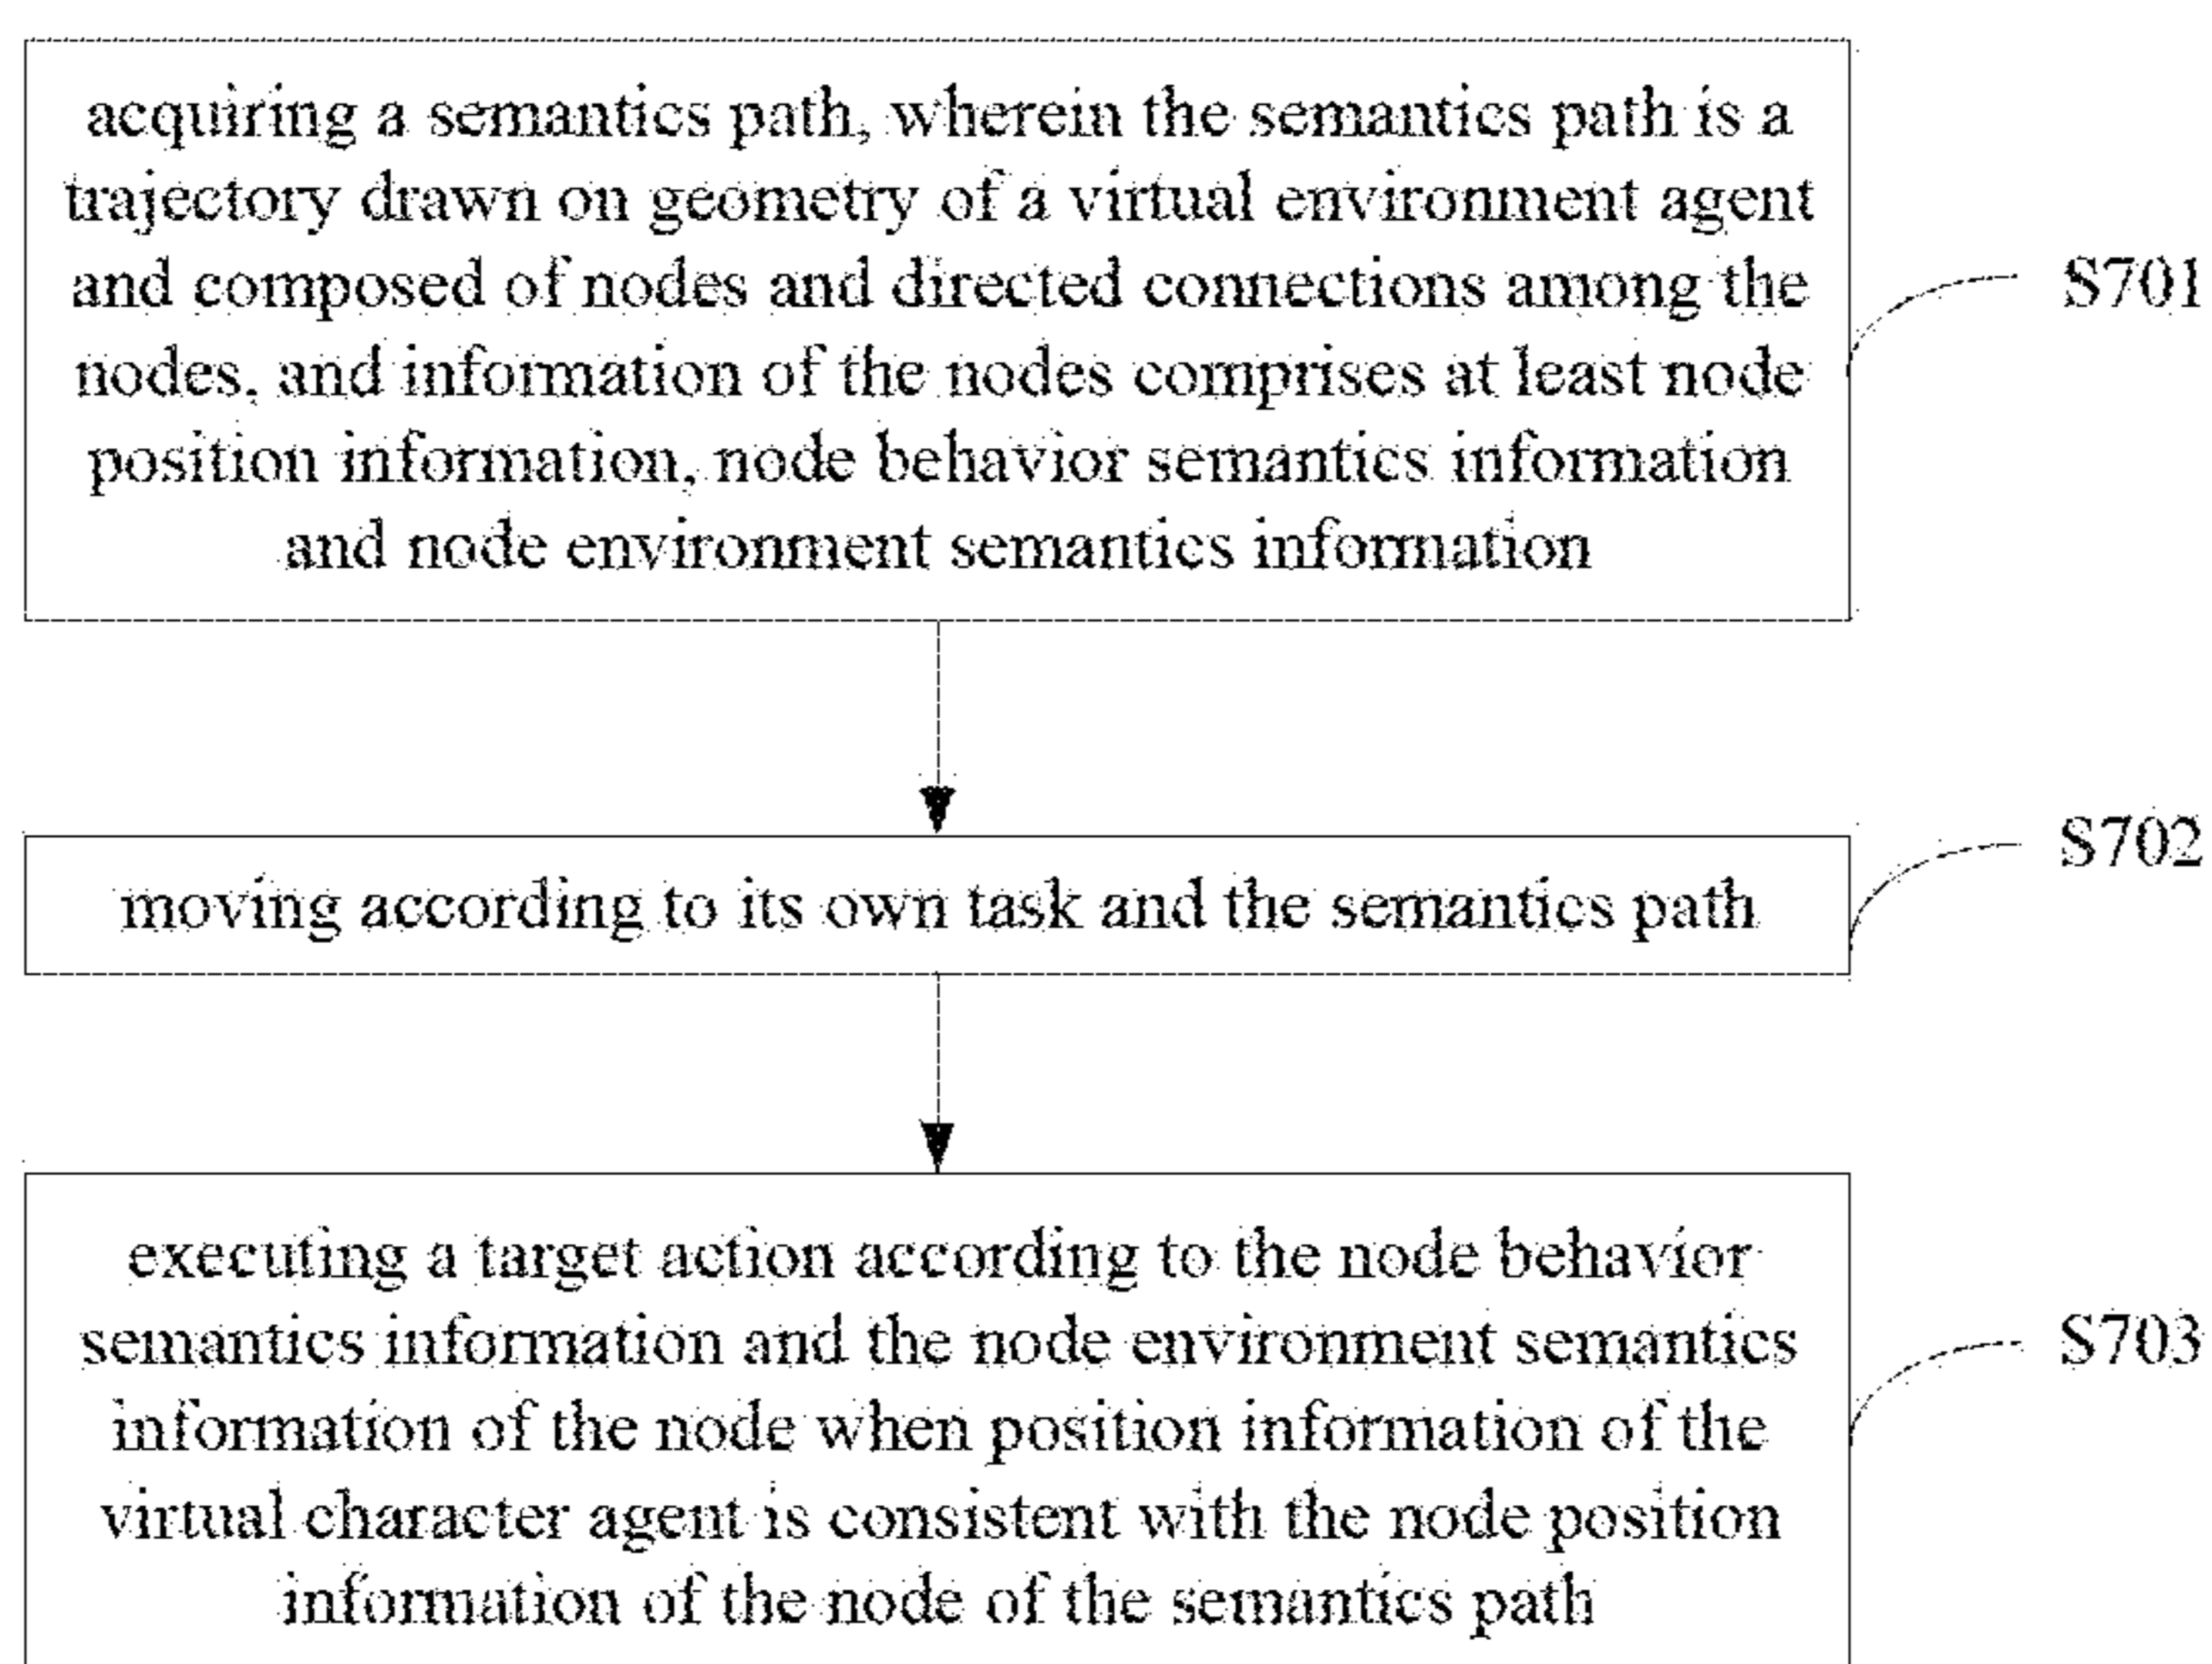 acquiring a semantics path, wherein the semantics path is a
trajectory drawn on geometry of a virtual environment agent
and composed of nodes and directed connections among the
nodes, and information of the nodes comprises at least node
position information, node behavior semantics information
and node environment semantics information
S701
moving according to its own task and the semantics path
S702
executing a target action according to the node behavior
semantics information and the node environment semantics
information of the node when position information of the
virtual character agent is consistent with the node position
information of the node of the semantics path
S703